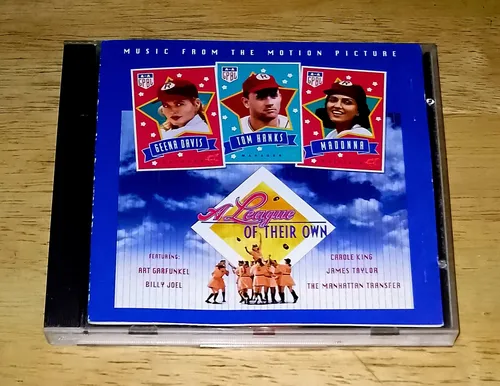 MUSIC FROM THE MOTION PICTURE
GEENA DAVIS
TOM HANKS
MADONNA
A League
OF THEIR OWN
FEATURING:
ART GARFUNKEL
BILLY JOEL
CAROLE KING
JAMES TAYLOR
THE MANHATTAN TRANSFER